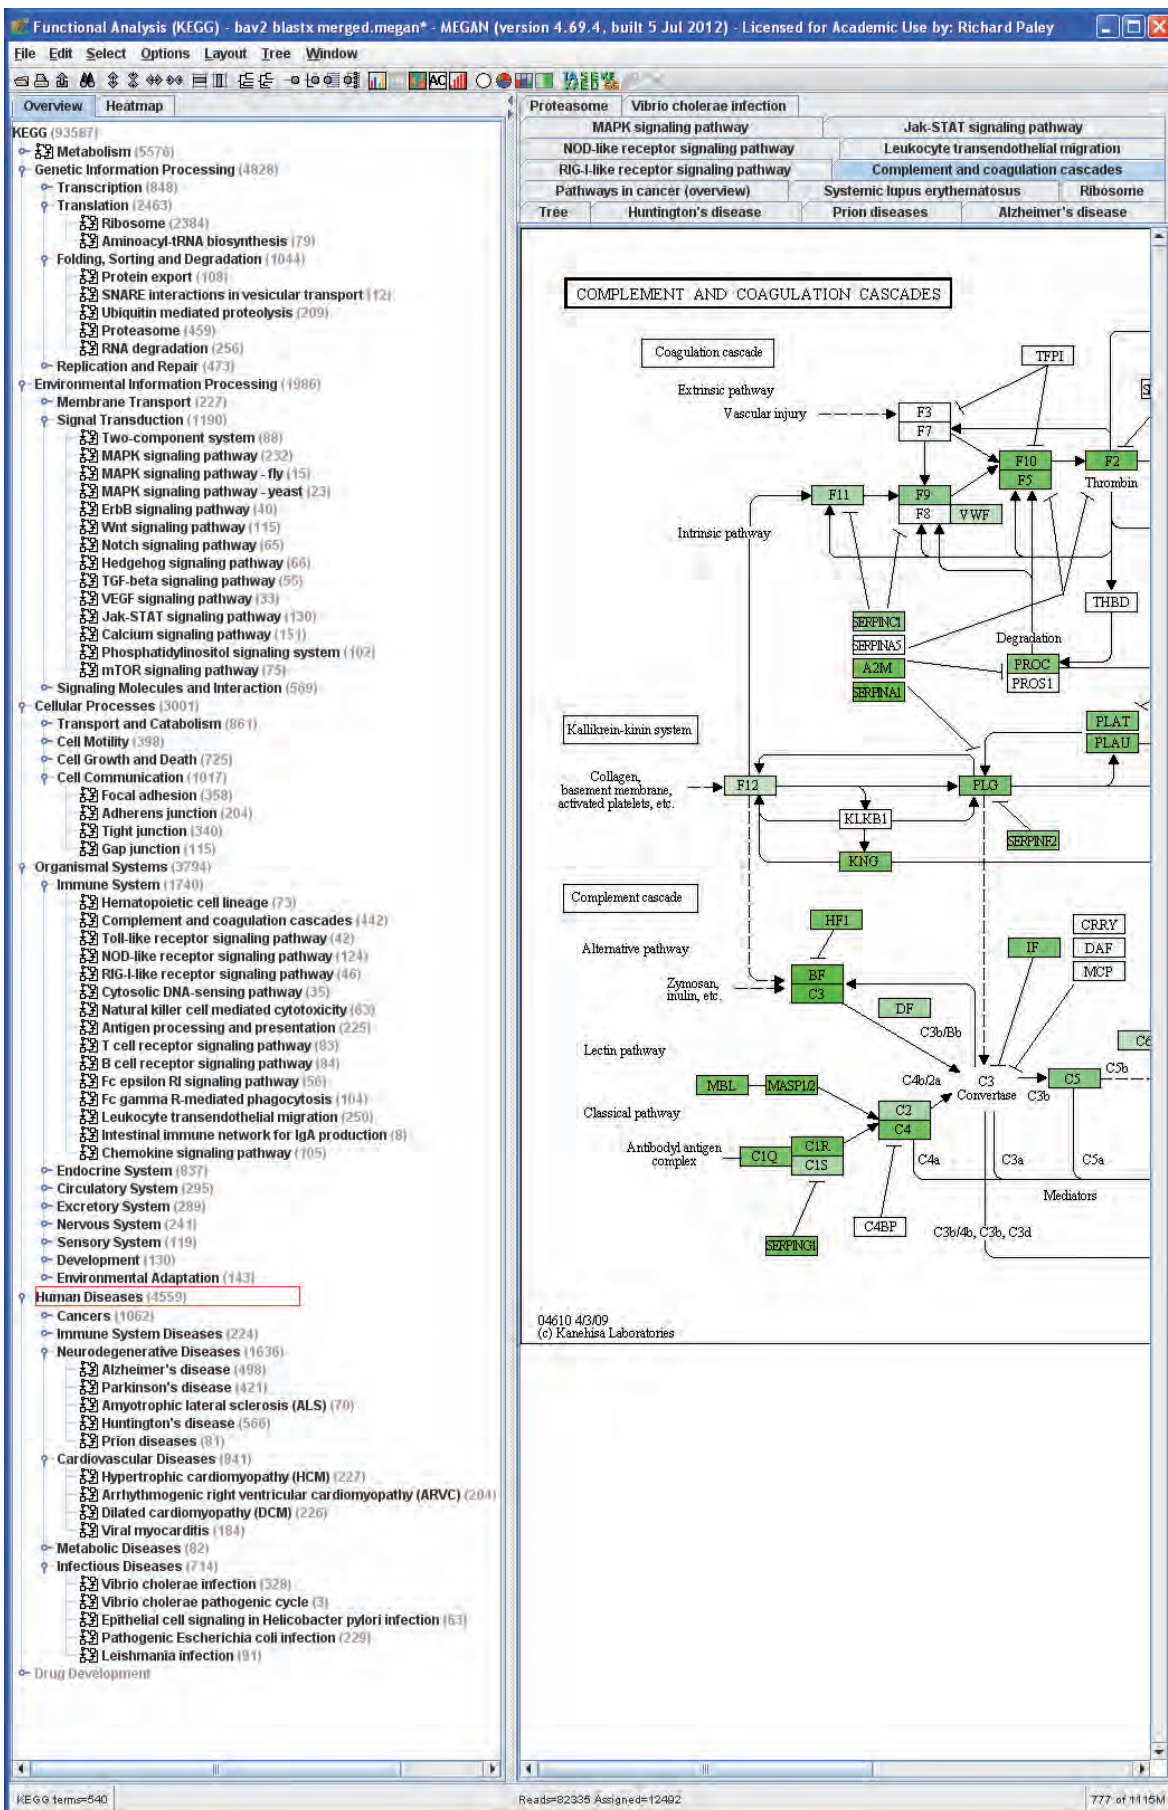 Functional Analysis (KEGG) - bav2 blastx merged.megan* - MEGAN (version 4.69.4, built 5 Jul 2012) - Licensed for Academic Use by: Richard Paley
File Edit Select Options Layout Tree Window
Overview Heatmap
KEGG (93587)
Metabolism (5576)
Genetic Information Processing (4828)
Transcription (848)
Translation (2463)
Ribosome (2384)
Aminoacyl-tRNA biosynthesis (79)
Folding, Sorting and Degradation (1044)
Protein export (108)
SNARE interactions in vesicular transport (12)
Ubiquitin mediated proteolysis (209)
Proteasome (459)
RNA degradation (256)
Replication and Repair (473)
Environmental Information Processing (1986)
Membrane Transport (227)
Signal Transduction (1190)
Two-component system (88)
MAPK signaling pathway (232)
MAPK signaling pathway - fly (15)
MAPK signaling pathway - yeast (23)
ErbB signaling pathway (40)
Wnt signaling pathway (115)
Notch signaling pathway (65)
Hedgehog signaling pathway (66)
TGF-beta signaling pathway (55)
VEGF signaling pathway (33)
Jak-STAT signaling pathway (130)
Calcium signaling pathway (151)
Phosphatidylinositol signaling system (102)
mTOR signaling pathway (75)
Signaling Molecules and Interaction (569)
Cellular Processes (3001)
Transport and Catabolism (861)
Cell Motility (398)
Cell Growth and Death (725)
Cell Communication (1017)
Focal adhesion (358)
Adherens junction (204)
Tight junction (340)
Gap junction (115)
Organismal Systems (3794)
Immune System (1740)
Hematopoietic cell lineage (73)
Complement and coagulation cascades (442)
Toll-like receptor signaling pathway (42)
NOD-like receptor signaling pathway (124)
RIG-I-like receptor signaling pathway (46)
Cytosolic DNA-sensing pathway (35)
Natural killer cell mediated cytotoxicity (63)
Antigen processing and presentation (225)
T cell receptor signaling pathway (83)
B cell receptor signaling pathway (84)
Fc epsilon RI signaling pathway (56)
Fc gamma R-mediated phagocytosis (104)
Leukocyte transendothelial migration (250)
Intestinal immune network for IgA production (8)
Chemokine signaling pathway (105)
Endocrine System (837)
Circulatory System (295)
Excretory System (289)
Nervous System (241)
Sensory System (119)
Development (130)
Environmental Adaptation (143)
Human Diseases (4559)
Cancers (1062)
Immune System Diseases (224)
Neurodegenerative Diseases (1636)
Alzheimer's disease (498)
Parkinson's disease (421)
Amyotrophic lateral sclerosis (ALS) (70)
Huntington's disease (566)
Prion diseases (81)
Cardiovascular Diseases (841)
Hypertrophic cardiomyopathy (HCM) (227)
Arrhythmogenic right ventricular cardiomyopathy (ARVC) (204)
Dilated cardiomyopathy (DCM) (226)
Viral myocarditis (184)
Metabolic Diseases (82)
Infectious Diseases (714)
Vibrio cholerae infection (328)
Vibrio cholerae pathogenic cycle (3)
Epithelial cell signaling in Helicobacter pylori infection (63)
Pathogenic Escherichia coli infection (229)
Leishmania infection (91)
Drug Development
Proteasome Vibrio cholerae infection
MAPK signaling pathway Jak-STAT signaling pathway
NOD-like receptor signaling pathway Leukocyte transendothelial migration
RIG-I-like receptor signaling pathway Complement and coagulation cascades
Pathways in cancer (overview) Systemic lupus erythematosus Ribosome
Tree Huntington's disease Prion diseases Alzheimer's disease
COMPLEMENT AND COAGULATION CASCADES
Coagulation cascade
TFPI
Extrinsic pathway
Vascular injury
F3
F7
F10 F2
F5 Thrombin
F11 F9
F8 VWF
Intrinsic pathway
THBD
SERPINC1
SERPINA5
Degradation
A2M PROC
SERPINA1 PROS1
Kallikrein-kinin system
PLAT
PLAU
Collagen,
basement membrane,
activated platelets, etc.
F12 PLG
KLKB1
SERPINF2
KNG
Complement cascade
HF1
CRRY
Alternative pathway
IF DAF
MCP
Zymosan,
inulin, etc.
BF
C3
DF
C3b/Bb
Lectin pathway
C6
MBL MASP1/2
C4b/2a
C3
Convertase
C3b
C5 C5b
Classical pathway
C2
C4
Antibodyl antigen
complex
C1Q C1R
C1S
C4a C3a C5a
Mediators
C4BP
C3b/4b, C3b, C3d
SERPING1
04610 4/3/09
(c) Kanehisa Laboratories
KEGG terms=540 Reads=82335 Assigned=12492 777 of 1115M